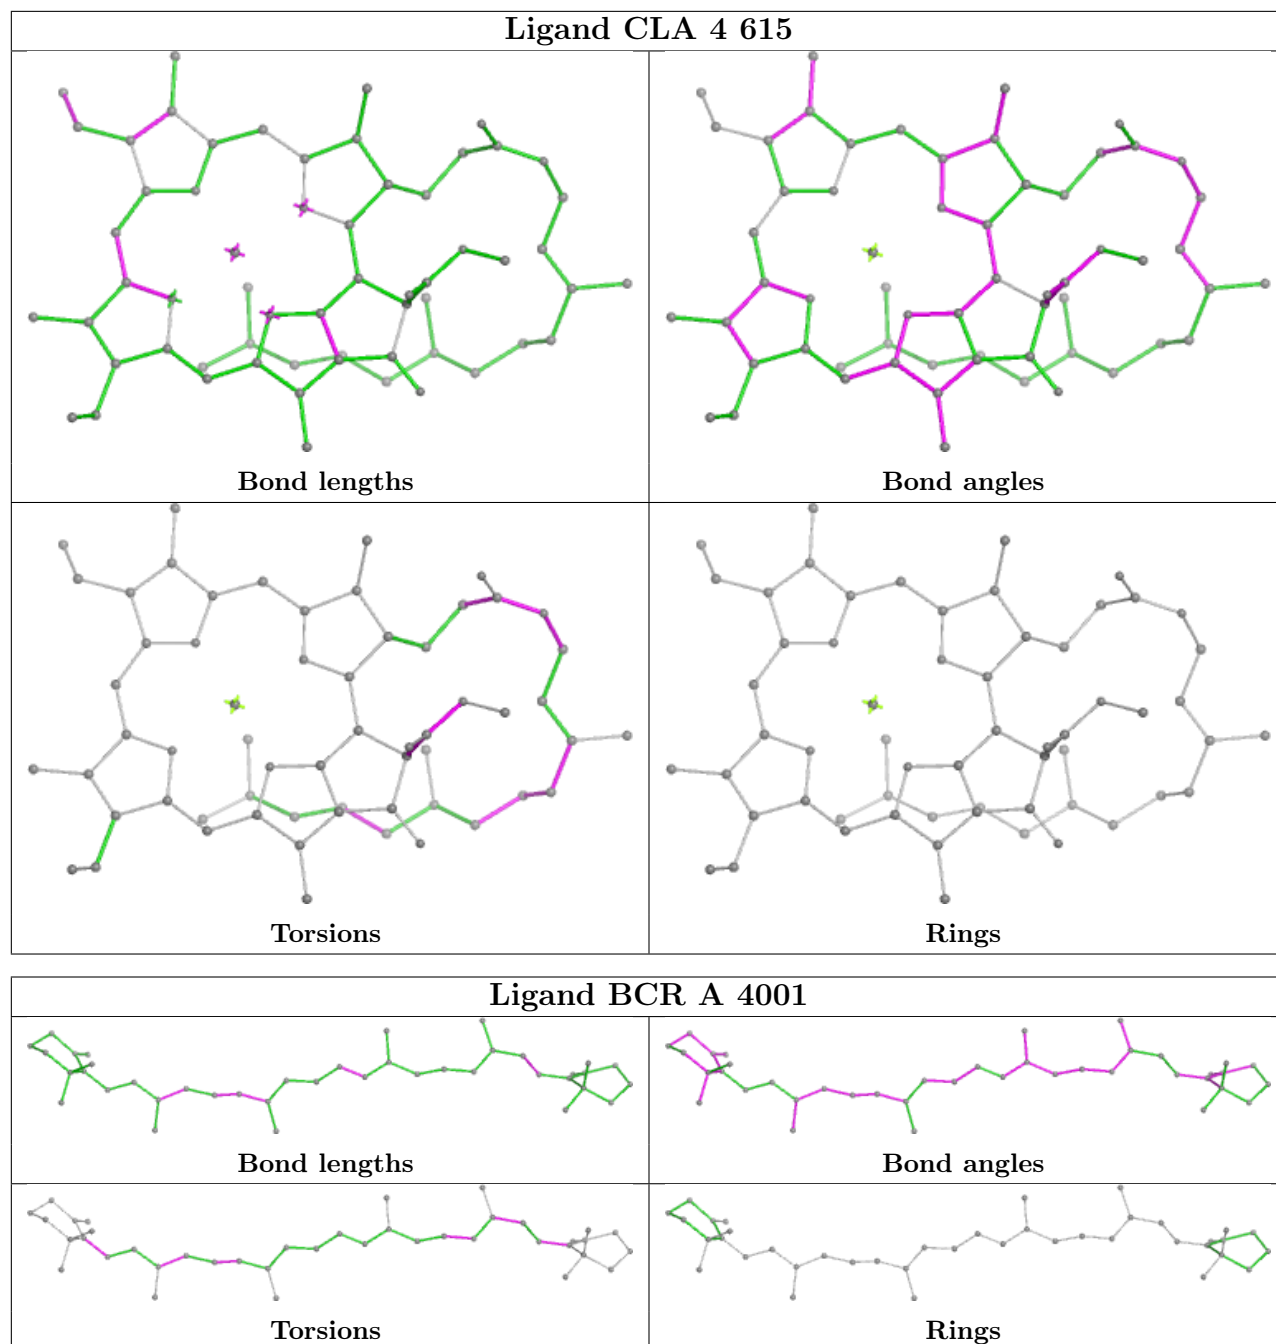 Ligand CLA 4 615
Bond lengths
Bond angles
Torsions
Rings
Ligand BCR A 4001
Bond lengths
Bond angles
Torsions
Rings